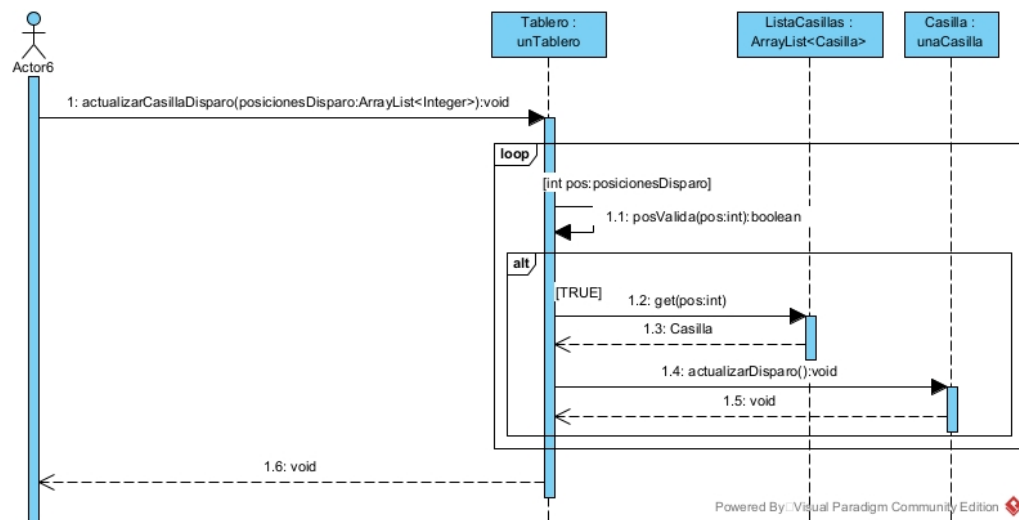 Tablero :
unTablero
ListaCasillas :
ArrayList<Casilla>
Casilla :
unaCasilla
Actor6
1: actualizarCasillaDisparo(posicionesDisparo:ArrayList<Integer>):void
loop
[int pos:posicionesDisparo]
1.1: posValida(pos:int):boolean
alt
[TRUE]
1.2: get(pos:int)
1.3: Casilla
1.4: actualizarDisparo():void
1.5: void
1.6: void
Powered By Visual Paradigm Community Edition